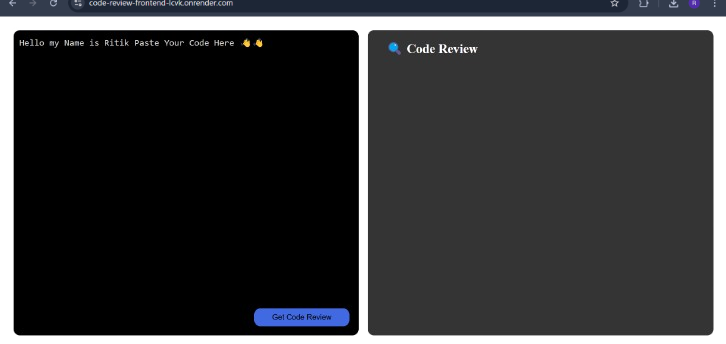 code-review-frontend-lcvk.onrender.com
R
Hello my Name is Ritik Paste Your Code Here 👋👋
🔍 Code Review
Get Code Review